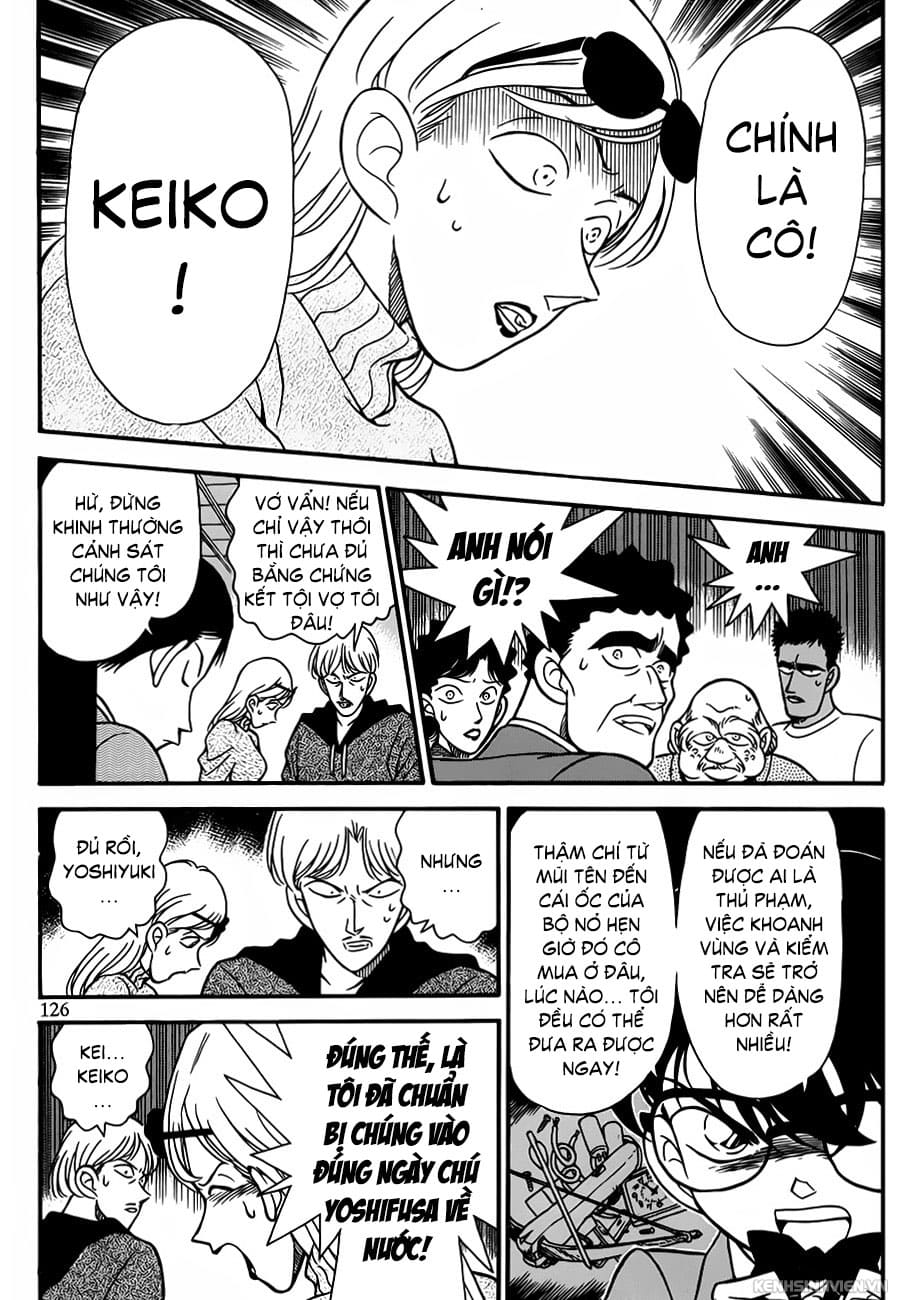 CHÍNH
LÀ
CÔ!
KEIKO
!
ANH
...
ANH NÓI
GÌ!?
VỚ VẨN! NẾU
CHỈ VẬY THÔI
THÌ CHƯA ĐỦ
BẰNG CHỨNG
KẾT TỘI VỢ TÔI
ĐÂU!
HỪ, ĐỪNG
KHINH THƯỜNG
CẢNH SÁT
CHÚNG TÔI
NHƯ VẬY!
NẾU ĐÃ ĐOÁN
ĐƯỢC AI LÀ
THỦ PHẠM,
VIỆC KHOANH
VÙNG VÀ KIỂM
TRA SẼ TRỞ
NÊN DỄ DÀNG
HƠN RẤT
NHIỀU!
THẬM CHÍ TỪ
MŨI TÊN ĐẾN
CÁI ỐC CỦA
BỘ NỎ HẸN
GIỜ ĐÓ CÔ
MUA Ở ĐÂU,
LÚC NÀO... TÔI
ĐỀU CÓ THỂ
ĐƯA RA ĐƯỢC
NGAY!
NHƯNG
...
ĐỦ RỒI,
YOSHIYUKI
...
126
ĐÚNG THẾ, LÀ
TÔI ĐÃ CHUẨN
BỊ CHÚNG VÀO
ĐÚNG NGÀY CHÚ
YOSHIFUSA VỀ
NƯỚC!
KEI...
KEIKO
...
KENHSINHVIEN.VN